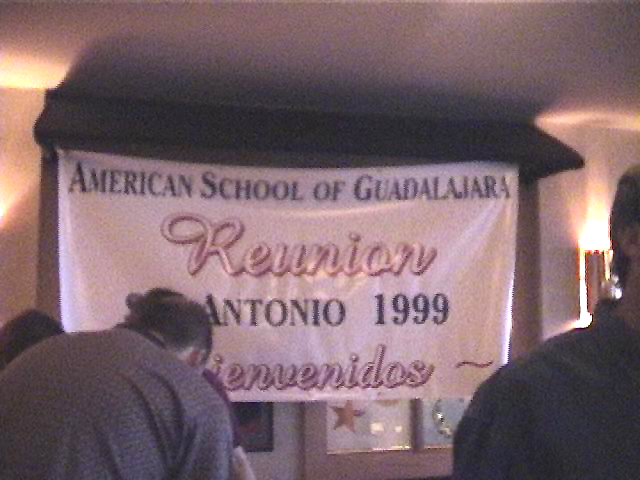 AMERICAN SCHOOL OF GUADALAJARA
Reunion
ANTONIO 1999
ienvenidos ~